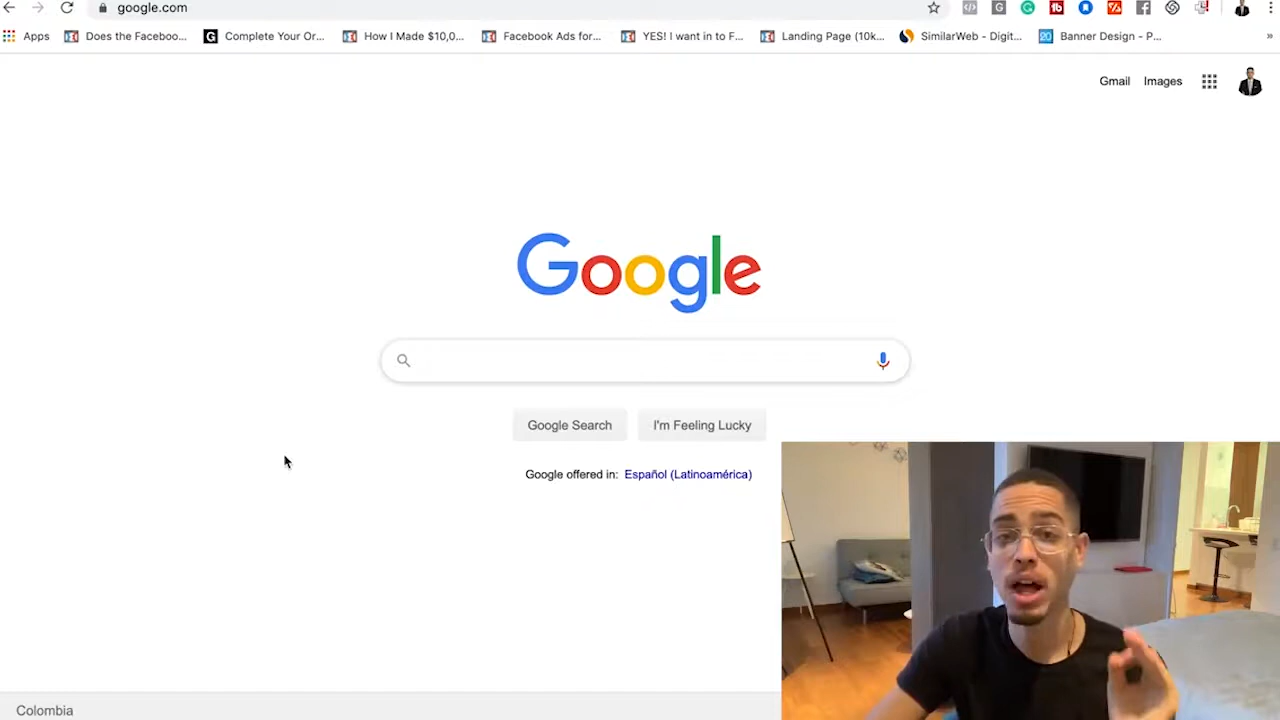 google.com
Apps Does the Faceboo... Complete Your Or... How I Made $10,0... Facebook Ads for... YES! I want in to F... Landing Page (10k... SimilarWeb - Digit... Banner Design - P... »
Gmail Images
Google
Google Search I'm Feeling Lucky
Google offered in: Español (Latinoamérica)
Colombia